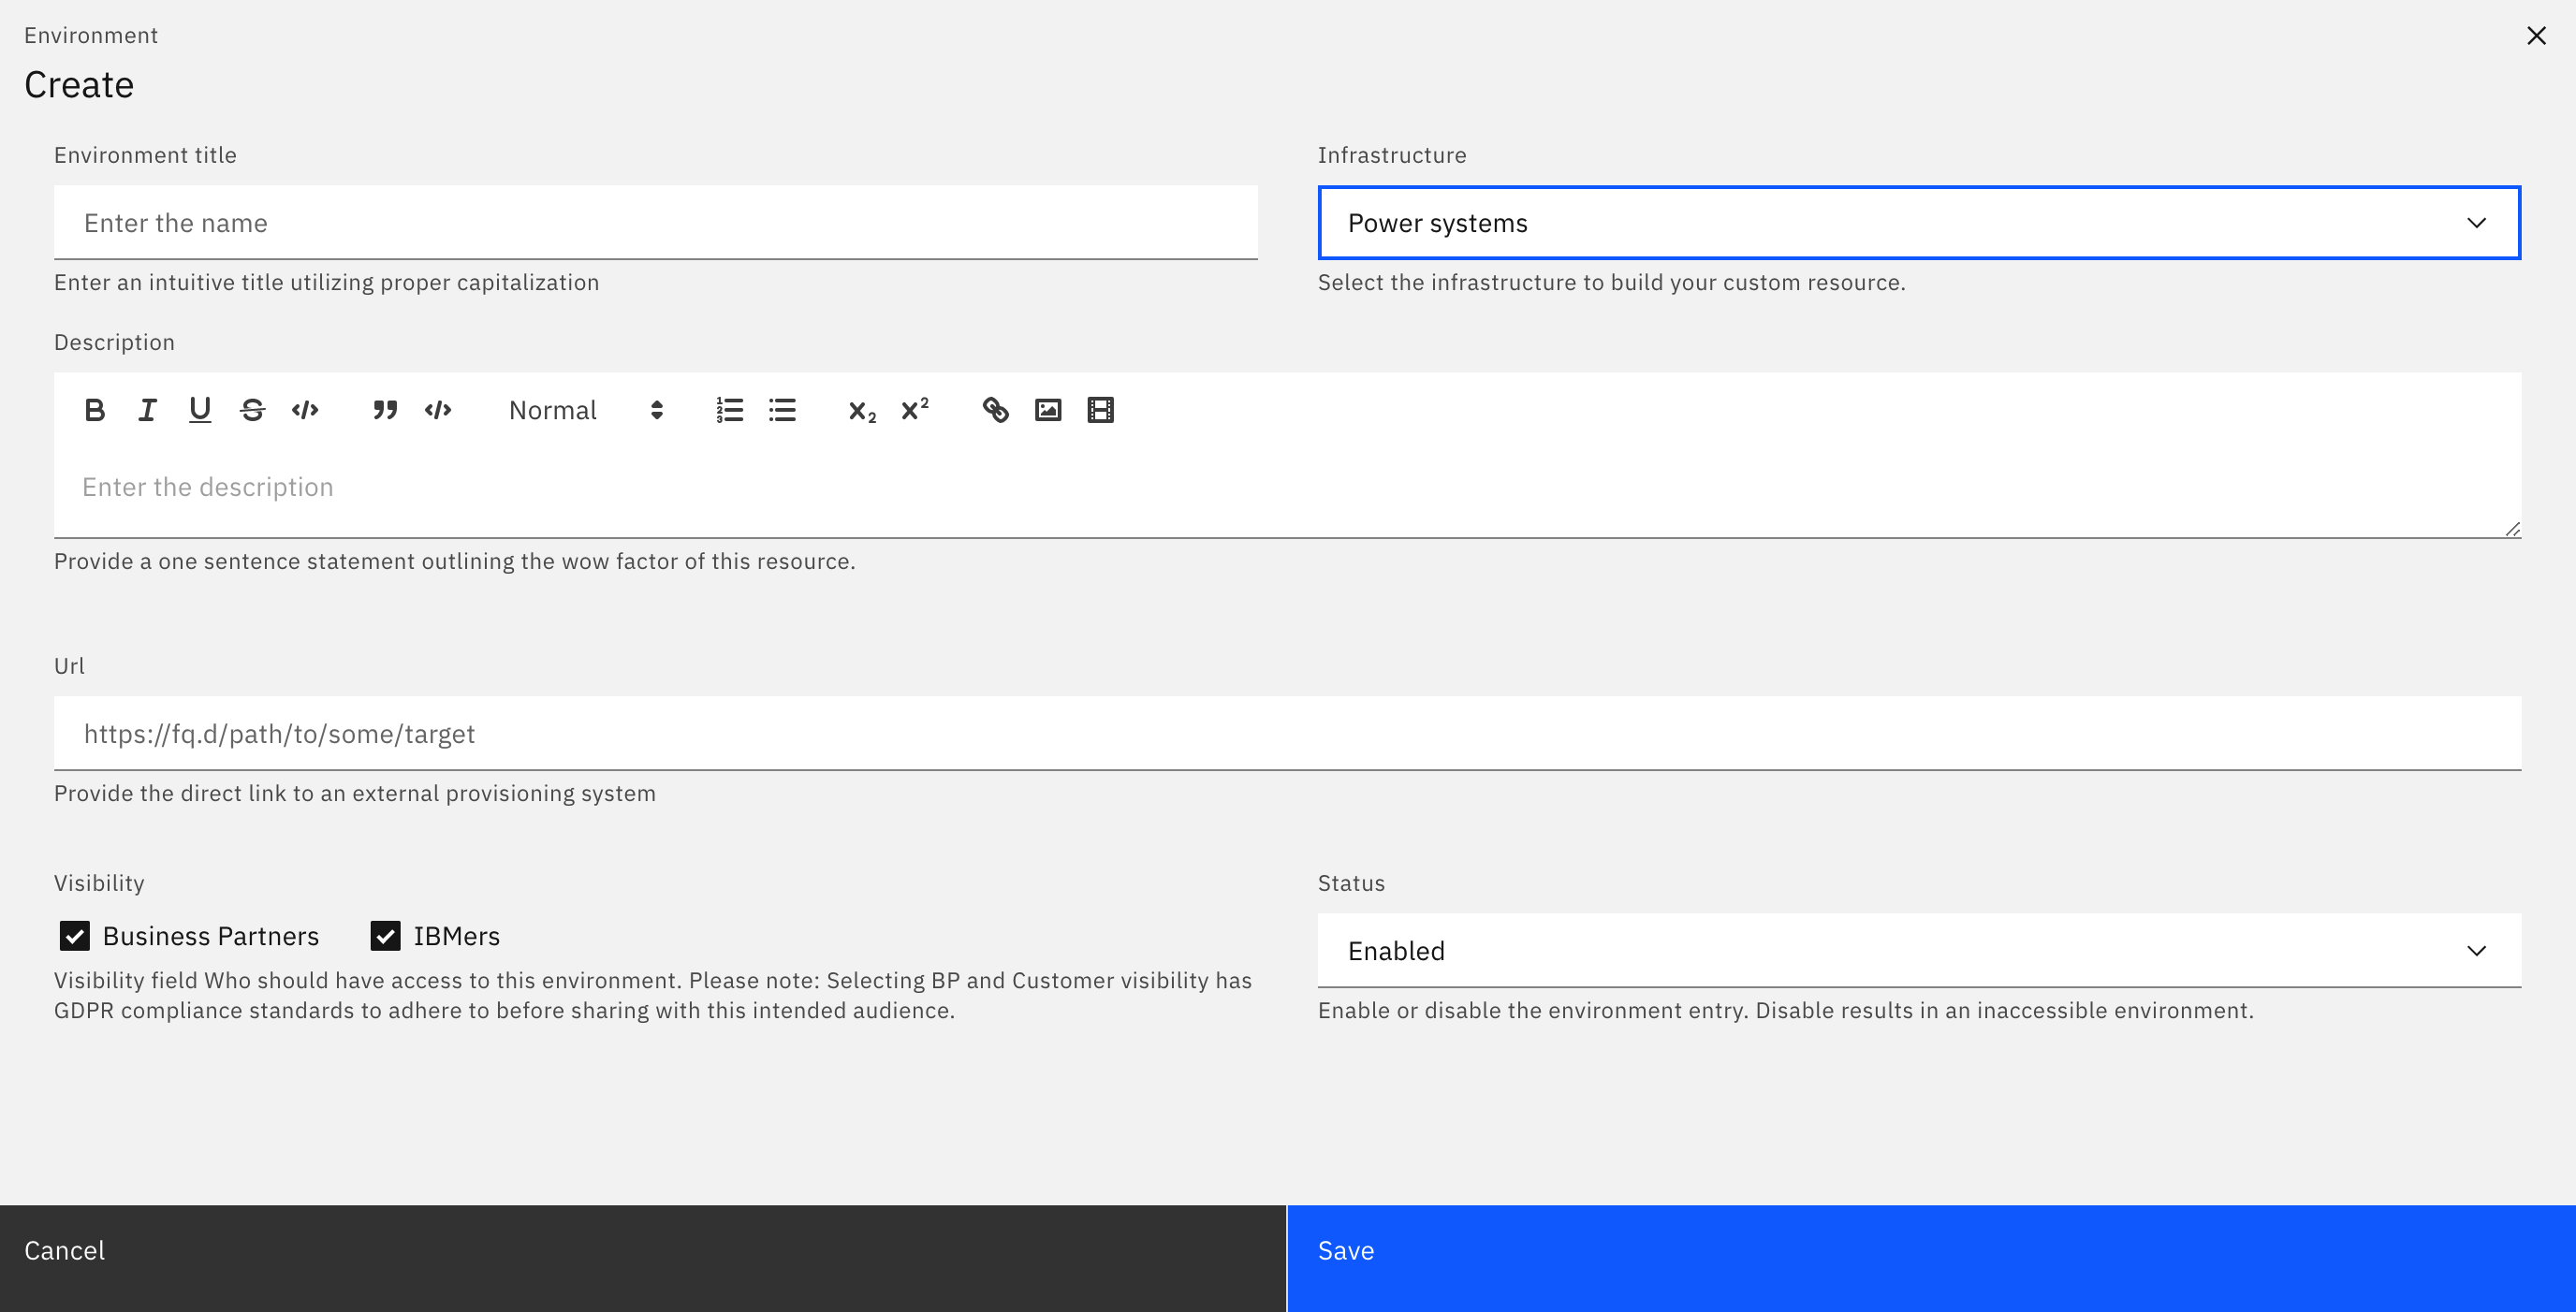 Environment
Create
Environment title
Infrastructure
Enter the name
Power systems
Enter an intuitive title utilizing proper capitalization
Select the infrastructure to build your custom resource.
Description
Normal
Enter the description
Provide a one sentence statement outlining the wow factor of this resource.
Url
https://fq.d/path/to/some/target
Provide the direct link to an external provisioning system
Visibility
Status
Business Partners
IBMers
Enabled
Visibility field Who should have access to this environment. Please note: Selecting BP and Customer visibility has
GDPR compliance standards to adhere to before sharing with this intended audience.
Enable or disable the environment entry. Disable results in an inaccessible environment.
Cancel
Save